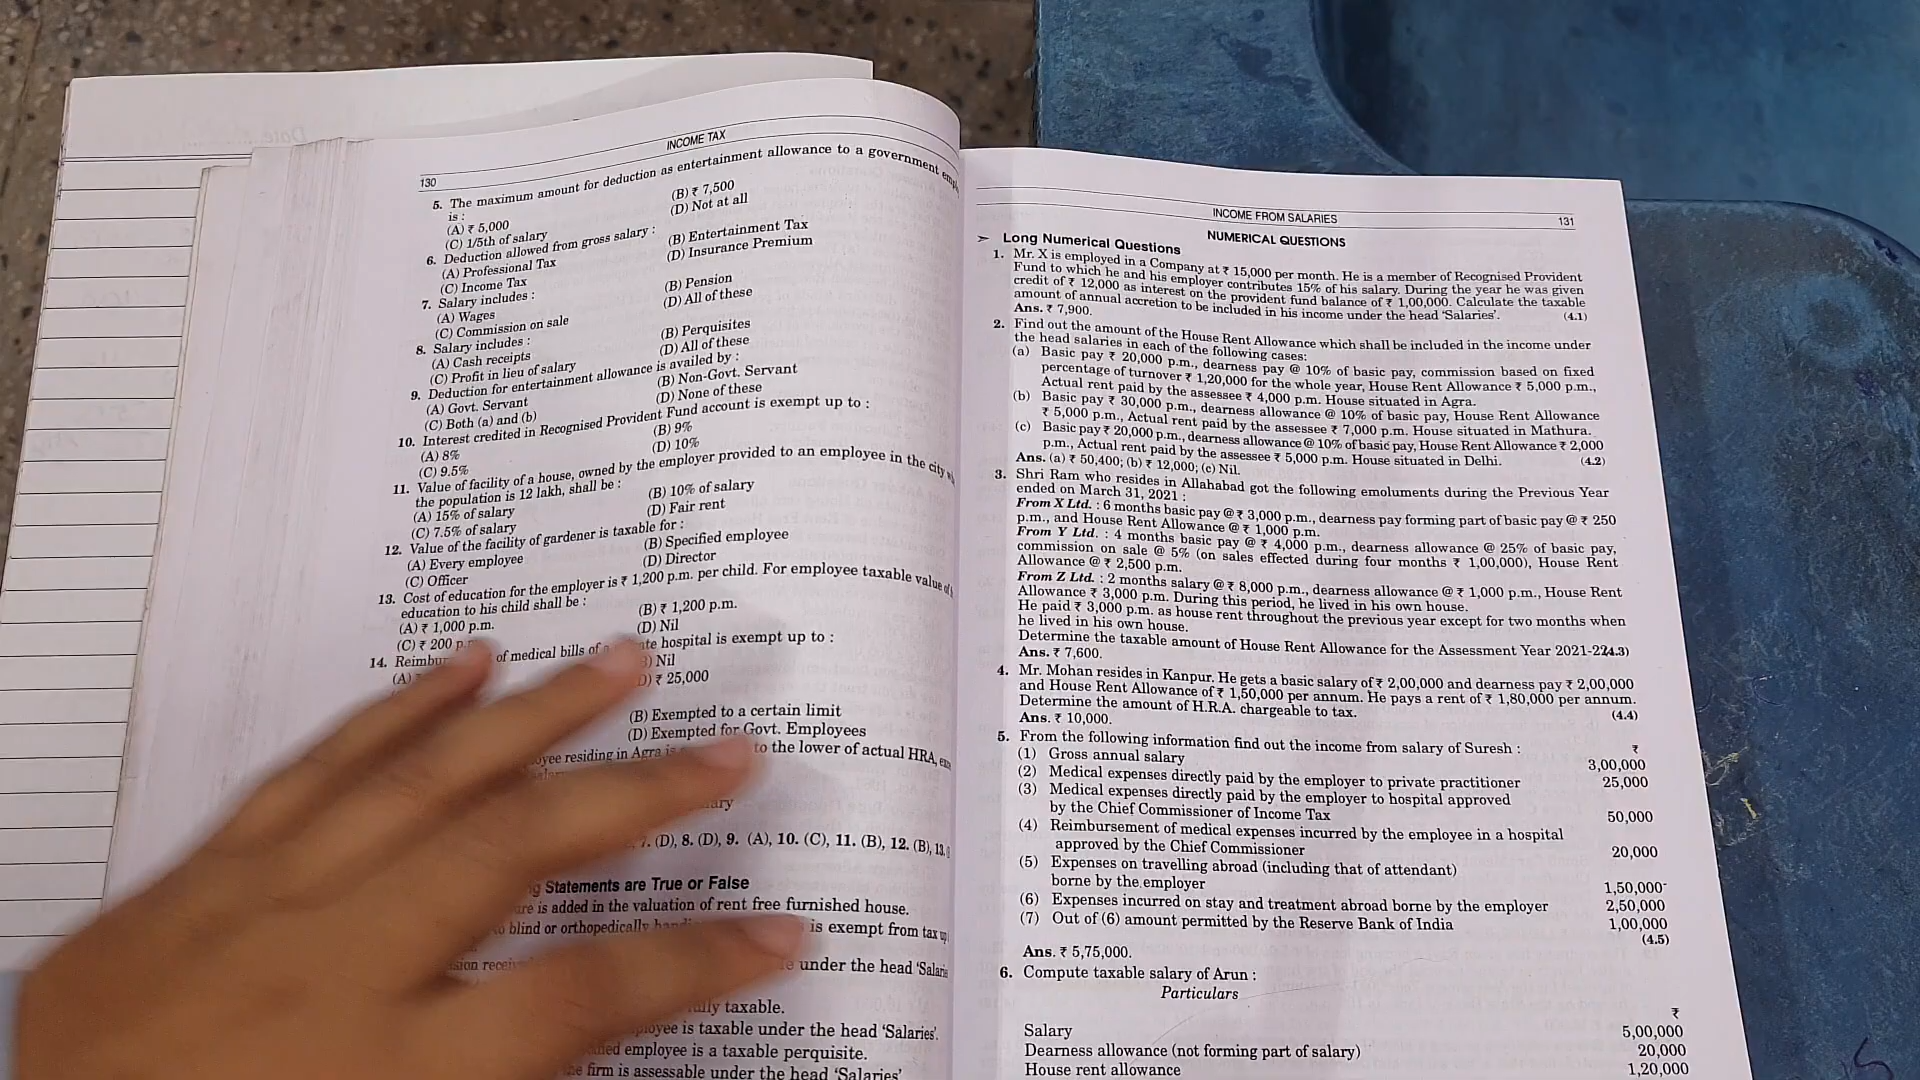 INCOME TAX
130
5. The maximum amount for deduction as entertainment allowance to a government
is :
(A) ₹ 5,000
(B) ₹ 7,500
(C) 1/5th of salary
(D) Not at all
6. Deduction allowed from gross salary :
(A) Professional Tax
(B) Entertainment Tax
(C) Income Tax
(D) Insurance Premium
7. Salary includes :
(A) Wages
(B) Pension
(C) Commission on sale
(D) All of these
8. Salary includes :
(A) Cash receipts
(B) Perquisites
(C) Profit in lieu of salary
(D) All of these
9. Deduction for entertainment allowance is availed by :
(A) Govt. Servant
(B) Non-Govt. Servant
(C) Both (a) and (b)
(D) None of these
10. Interest credited in Recognised Provident Fund account is exempt up to :
(A) 8%
(B) 9%
(C) 9.5%
(D) 10%
11. Value of facility of a house, owned by the employer provided to an employee in the city
the population is 12 lakh, shall be :
(A) 15% of salary
(B) 10% of salary
(C) 7.5% of salary
(D) Fair rent
12. Value of the facility of gardener is taxable for :
(A) Every employee
(B) Specified employee
(C) Officer
(D) Director
13. Cost of education for the employer is ₹ 1,200 p.m. per child. For employee taxable value of
education to his child shall be :
(A) ₹ 1,000 p.m.
(B) ₹ 1,200 p.m.
(C) ₹ 200
(D) Nil
14. of medical bills of hospital is exempt up to :
(A)
Nil
₹ 25,000
(B) Exempted to a certain limit
(D) Exempted for Govt. Employees
residing in Agra to the lower of actual HRA,
(D), 8. (D), 9. (A), 10. (C), 11. (B), 12. (B), 13.
Statements are True or False
is added in the valuation of rent free furnished house.
blind or orthopedically is exempt from tax
under the head 'Salarie
taxable.
is taxable under the head 'Salaries'.
employee is a taxable perquisite.
firm is assessable under the head 'Salaries'
INCOME FROM SALARIES
131
NUMERICAL QUESTIONS
➢ Long Numerical Questions
1. Mr. X is employed in a Company at ₹ 15,000 per month. He is a member of Recognised Provident
Fund to which he and his employer contributes 15% of his salary. During the year he was given
credit of ₹ 12,000 as interest on the provident fund balance of ₹ 1,00,000. Calculate the taxable
amount of annual accretion to be included in his income under the head 'Salaries'.
Ans. ₹ 7,900. (4.1)
2. Find out the amount of the House Rent Allowance which shall be included in the income under
the head salaries in each of the following cases:
(a) Basic pay ₹ 20,000 p.m., dearness pay @ 10% of basic pay, commission based on fixed
percentage of turnover ₹ 1,20,000 for the whole year, House Rent Allowance ₹ 5,000 p.m.,
Actual rent paid by the assessee ₹ 4,000 p.m. House situated in Agra.
(b) Basic pay ₹ 30,000 p.m., dearness allowance @ 10% of basic pay, House Rent Allowance
₹ 5,000 p.m., Actual rent paid by the assessee ₹ 7,000 p.m. House situated in Mathura.
(c) Basic pay ₹ 20,000 p.m., dearness allowance @ 10% of basic pay, House Rent Allowance ₹ 2,000
p.m., Actual rent paid by the assessee ₹ 5,000 p.m. House situated in Delhi.
Ans. (a) ₹ 50,400; (b) ₹ 12,000; (c) Nil. (4.2)
3. Shri Ram who resides in Allahabad got the following emoluments during the Previous Year
ended on March 31, 2021 :
From X Ltd. : 6 months basic pay @ ₹ 3,000 p.m., dearness pay forming part of basic pay @ ₹ 250
p.m., and House Rent Allowance @ ₹ 1,000 p.m.
From Y Ltd. : 4 months basic pay @ ₹ 4,000 p.m., dearness allowance @ 25% of basic pay,
commission on sale @ 5% (on sales effected during four months ₹ 1,00,000), House Rent
Allowance @ ₹ 2,500 p.m.
From Z Ltd. : 2 months salary @ ₹ 8,000 p.m., dearness allowance @ ₹ 1,000 p.m., House Rent
Allowance ₹ 3,000 p.m. During this period, he lived in his own house.
He paid ₹ 3,000 p.m. as house rent throughout the previous year except for two months when
he lived in his own house.
Determine the taxable amount of House Rent Allowance for the Assessment Year 2021-22.
Ans. ₹ 7,600. (4.3)
4. Mr. Mohan resides in Kanpur. He gets a basic salary of ₹ 2,00,000 and dearness pay ₹ 2,00,000
and House Rent Allowance of ₹ 1,50,000 per annum. He pays a rent of ₹ 1,80,000 per annum.
Determine the amount of H.R.A. chargeable to tax. (4.4)
Ans. ₹ 10,000.
5. From the following information find out the income from salary of Suresh : ₹
(1) Gross annual salary 3,00,000
(2) Medical expenses directly paid by the employer to private practitioner 25,000
(3) Medical expenses directly paid by the employer to hospital approved
by the Chief Commissioner of Income Tax 50,000
(4) Reimbursement of medical expenses incurred by the employee in a hospital
approved by the Chief Commissioner 20,000
(5) Expenses on travelling abroad (including that of attendant)
borne by the employer 1,50,000
(6) Expenses incurred on stay and treatment abroad borne by the employer 2,50,000
(7) Out of (6) amount permitted by the Reserve Bank of India 1,00,000
Ans. ₹ 5,75,000. (4.5)
6. Compute taxable salary of Arun :
Particulars
₹
Salary 5,00,000
Dearness allowance (not forming part of salary) 20,000
House rent allowance 1,20,000